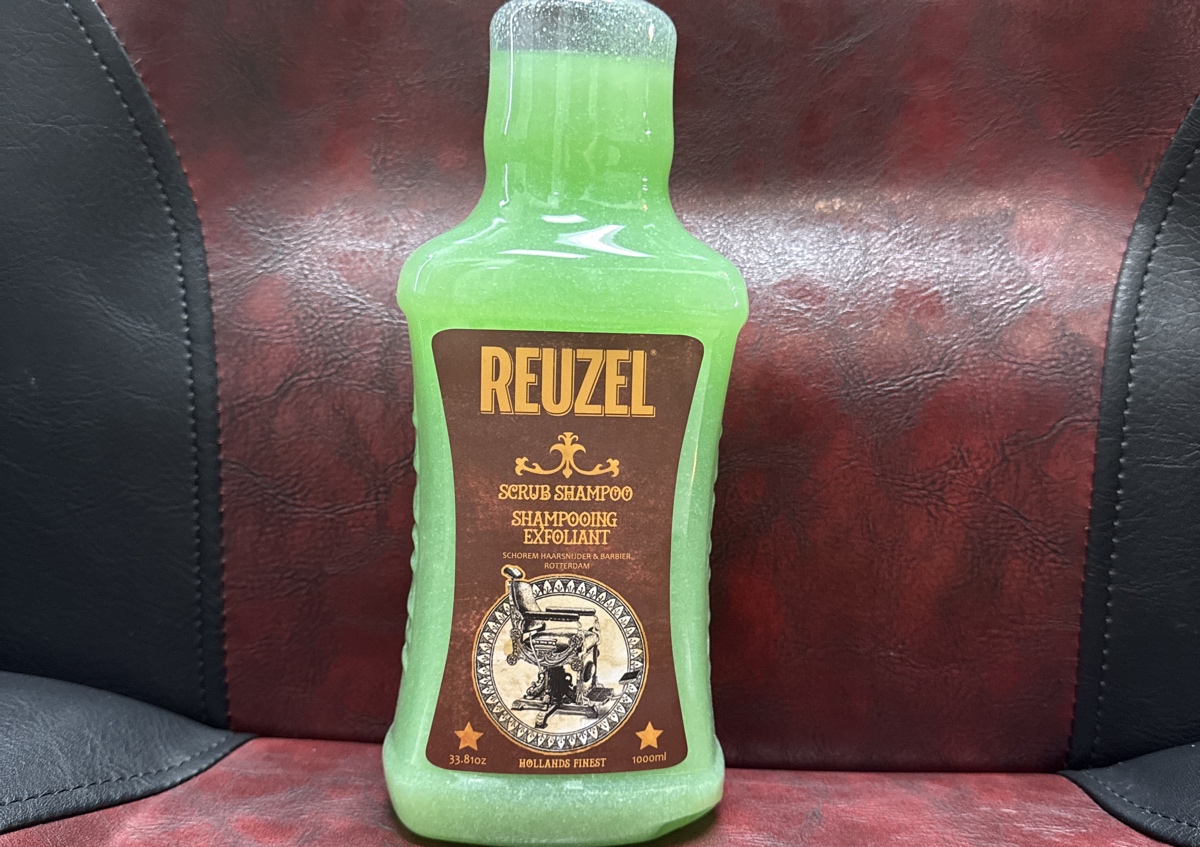 REUZEL®
SCRUB SHAMPOO
SHAMPOOING
EXFOLIANT
SCHOREM HAARSNIJDER & BARBIER,
ROTTERDAM
33.81oz
HOLLANDS FINEST
1000ml